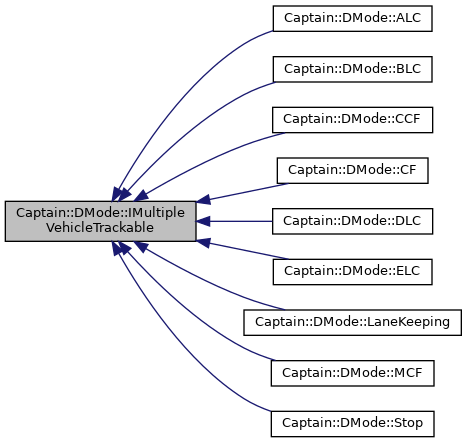 Captain::DMode::ALC
Captain::DMode::BLC
Captain::DMode::CCF
Captain::DMode::CF
Captain::DMode::IMultiple
VehicleTrackable
Captain::DMode::DLC
Captain::DMode::ELC
Captain::DMode::LaneKeeping
Captain::DMode::MCF
Captain::DMode::Stop